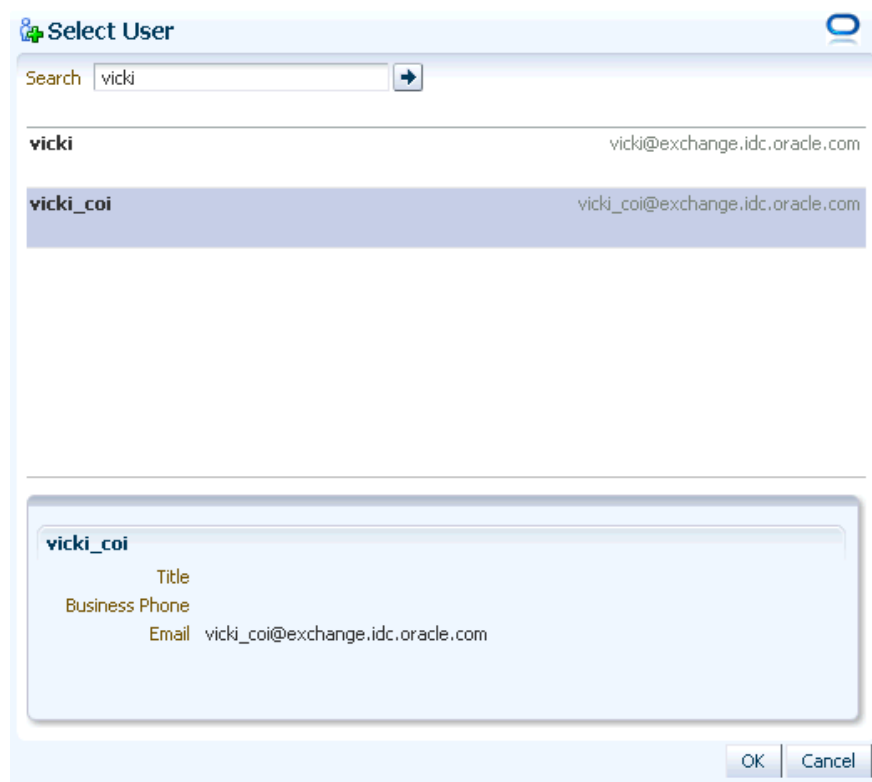 Select User
Search vicki
vicki vicki@exchange.idc.oracle.com
vicki_coi vicki_coi@exchange.idc.oracle.com
vicki_coi
Title
Business Phone
Email vicki_coi@exchange.idc.oracle.com
OK Cancel